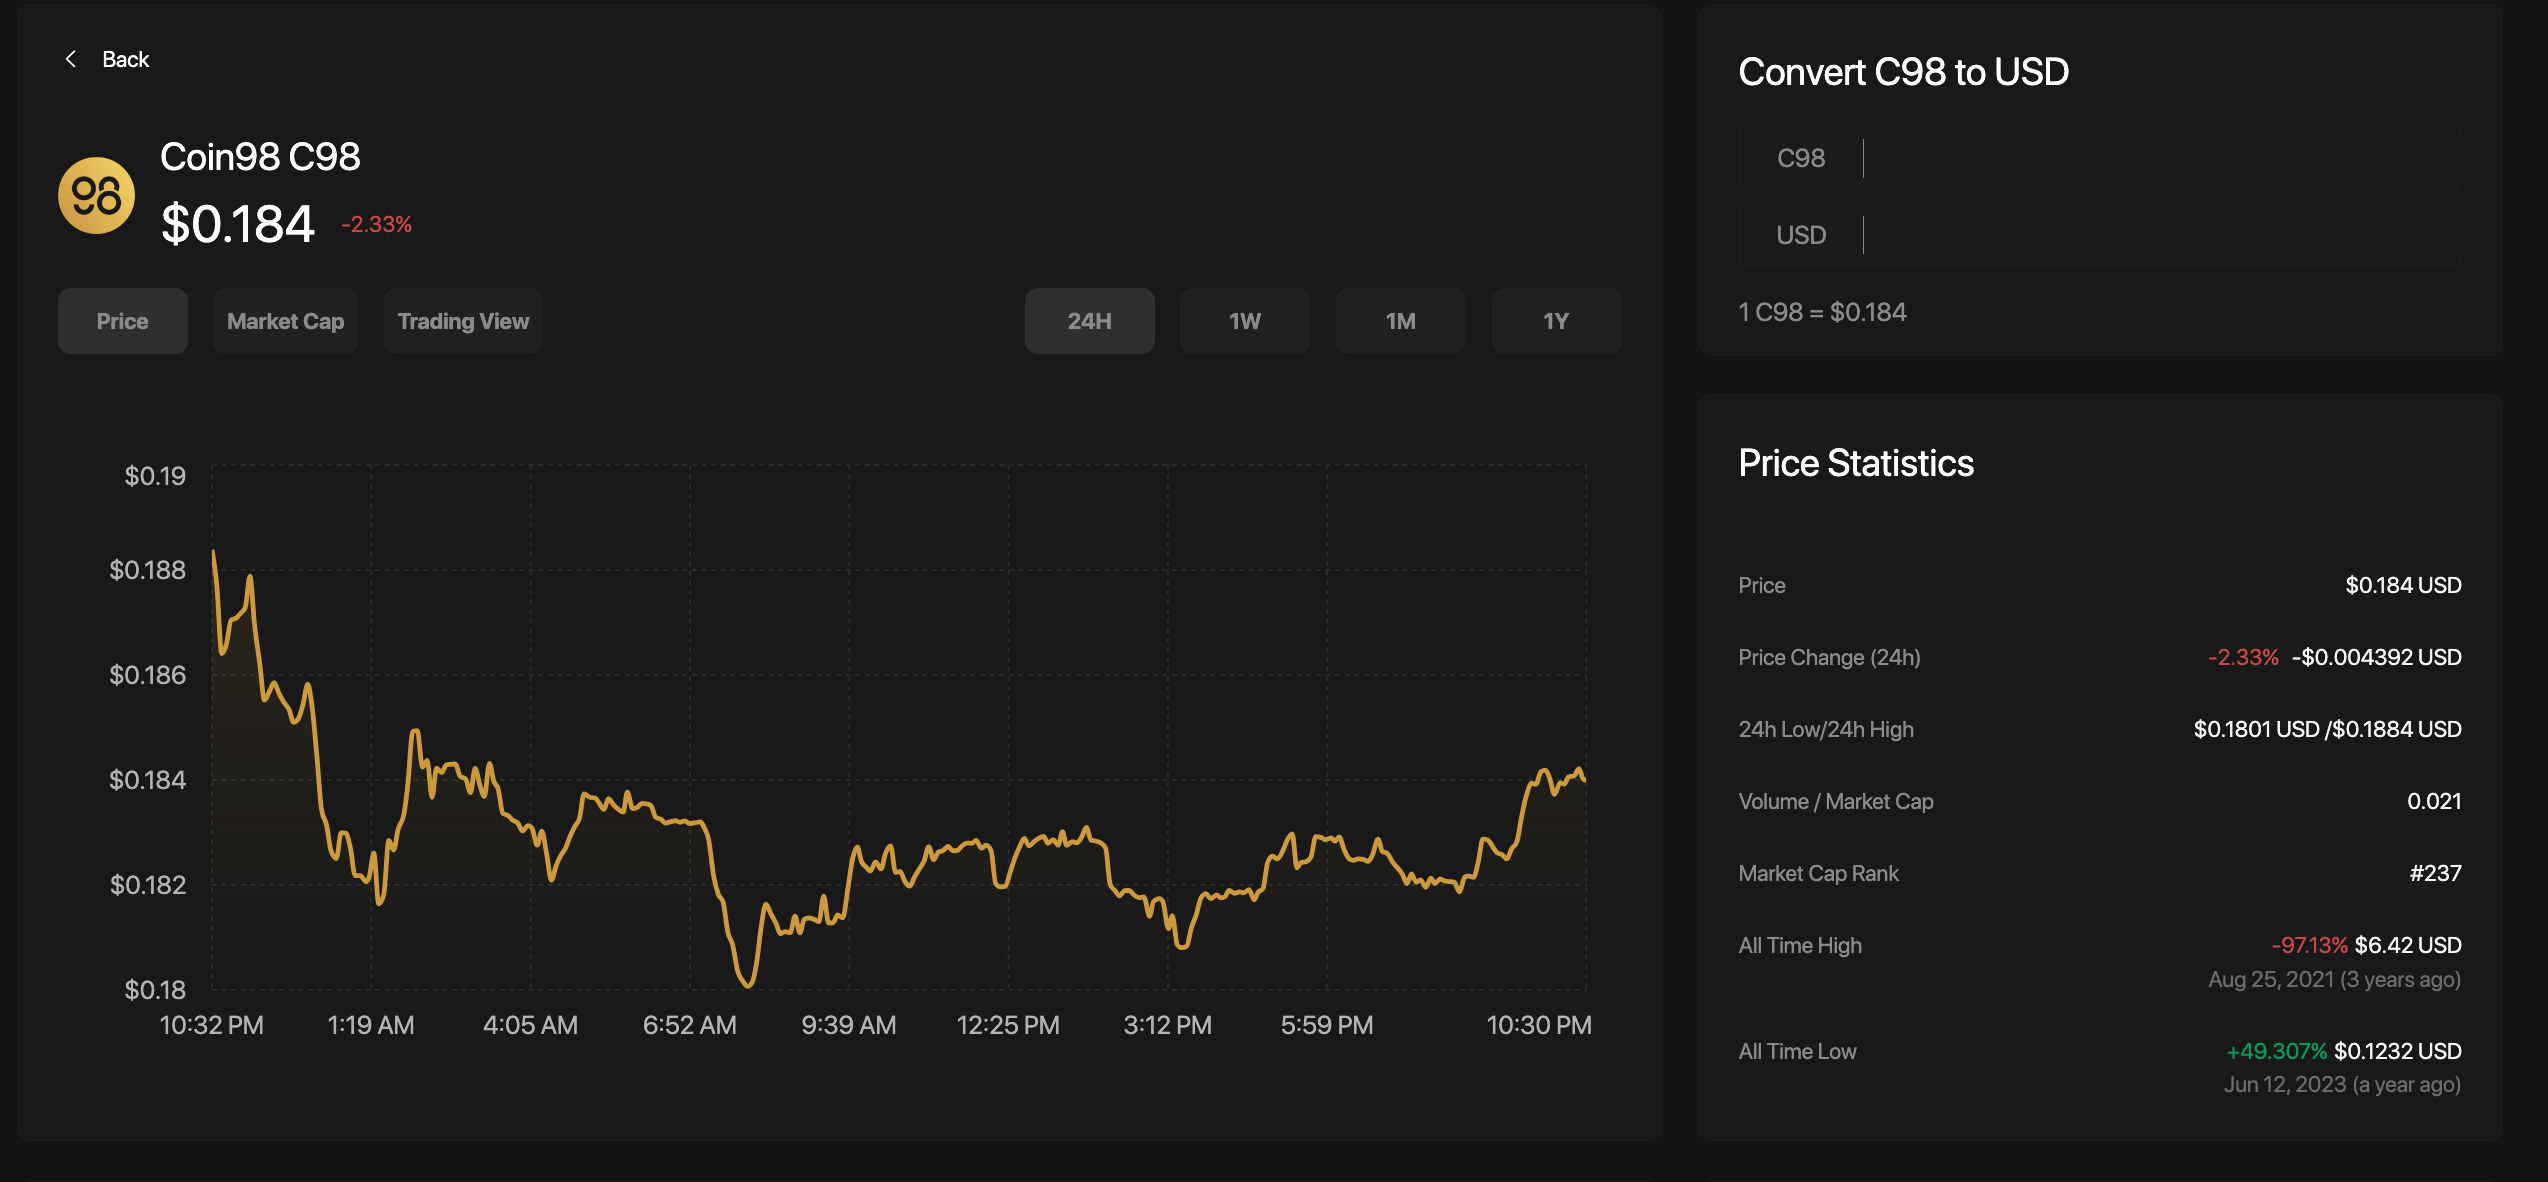 Back
Coin98 C98
98
$0.184 -2.33%
Price Market Cap Trading View 24H 1W 1M 1Y
$0.19
$0.188
$0.186
$0.184
$0.182
$0.18
10:32 PM 1:19 AM 4:05 AM 6:52 AM 9:39 AM 12:25 PM 3:12 PM 5:59 PM 10:30 PM
Convert C98 to USD
C98
USD
1 C98 = $0.184
Price Statistics
Price $0.184 USD
Price Change (24h) -2.33% -$0.004392 USD
24h Low/24h High $0.1801 USD /$0.1884 USD
Volume / Market Cap 0.021
Market Cap Rank #237
All Time High -97.13% $6.42 USD
Aug 25, 2021 (3 years ago)
All Time Low +49.307% $0.1232 USD
Jun 12, 2023 (a year ago)